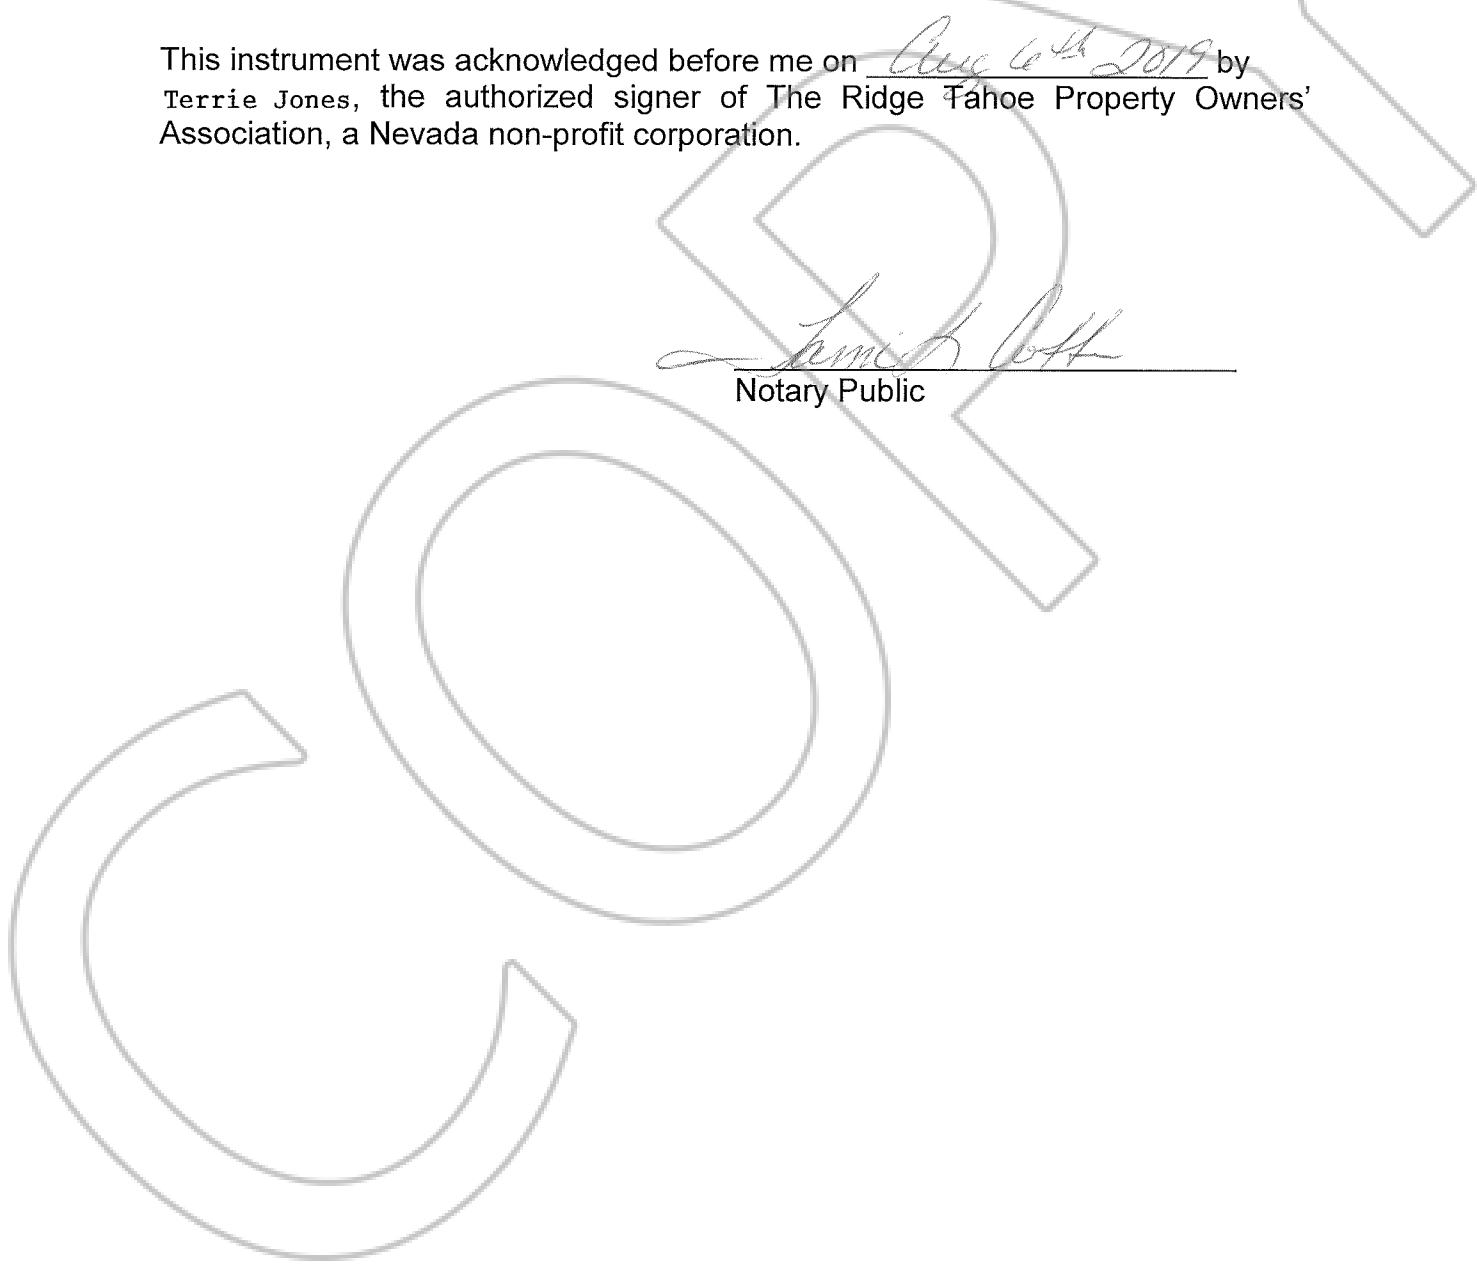 This instrument was acknowledged before me on Aug 6th 2019 by
Terrie Jones, the authorized signer of The Ridge Tahoe Property Owners’
Association, a Nevada non-profit corporation.
Notary Public
COPY